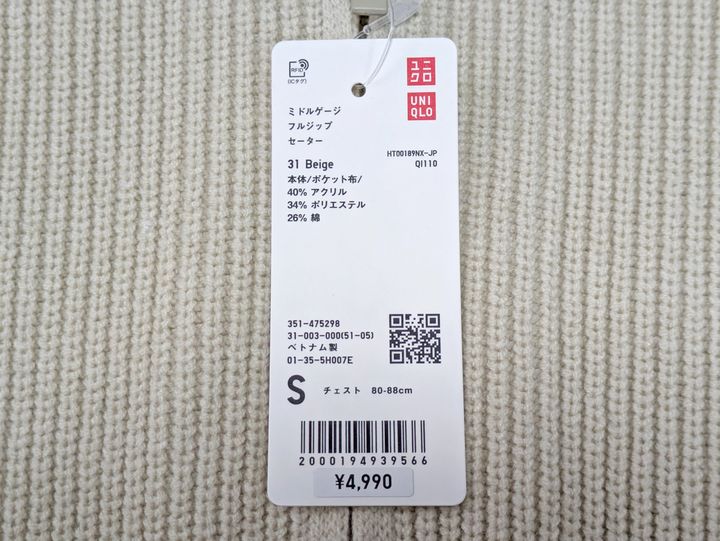 RFID
(ICタグ)
ユニ
クロ
UNI
QLO
ミドルゲージ
フルジップ
セーター
HT00189NX-JP
31 Beige
QI110
本体/ポケット布/
40% アクリル
34% ポリエステル
26% 綿
351-475298
31-003-000(51-05)
ベトナム製
01-35-5H007E
S チェスト 80-88cm
2000194939566
¥4,990